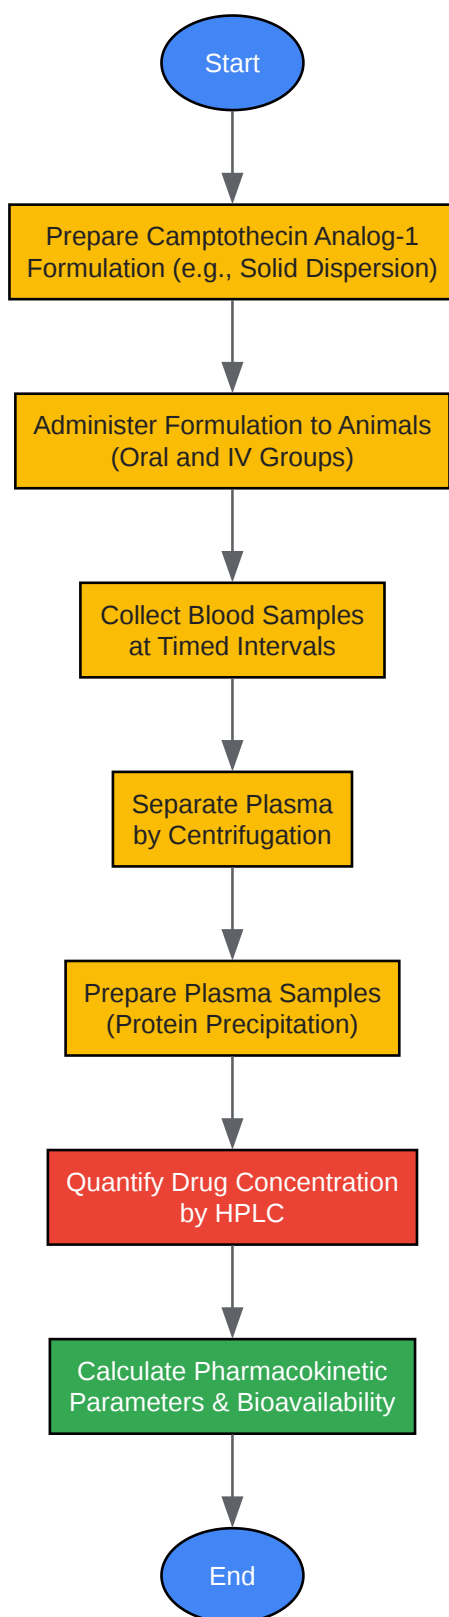 Start
Prepare Camptothecin Analog-1
Formulation (e.g., Solid Dispersion)
Administer Formulation to Animals
(Oral and IV Groups)
Collect Blood Samples
at Timed Intervals
Separate Plasma
by Centrifugation
Prepare Plasma Samples
(Protein Precipitation)
Quantify Drug Concentration
by HPLC
Calculate Pharmacokinetic
Parameters & Bioavailability
End